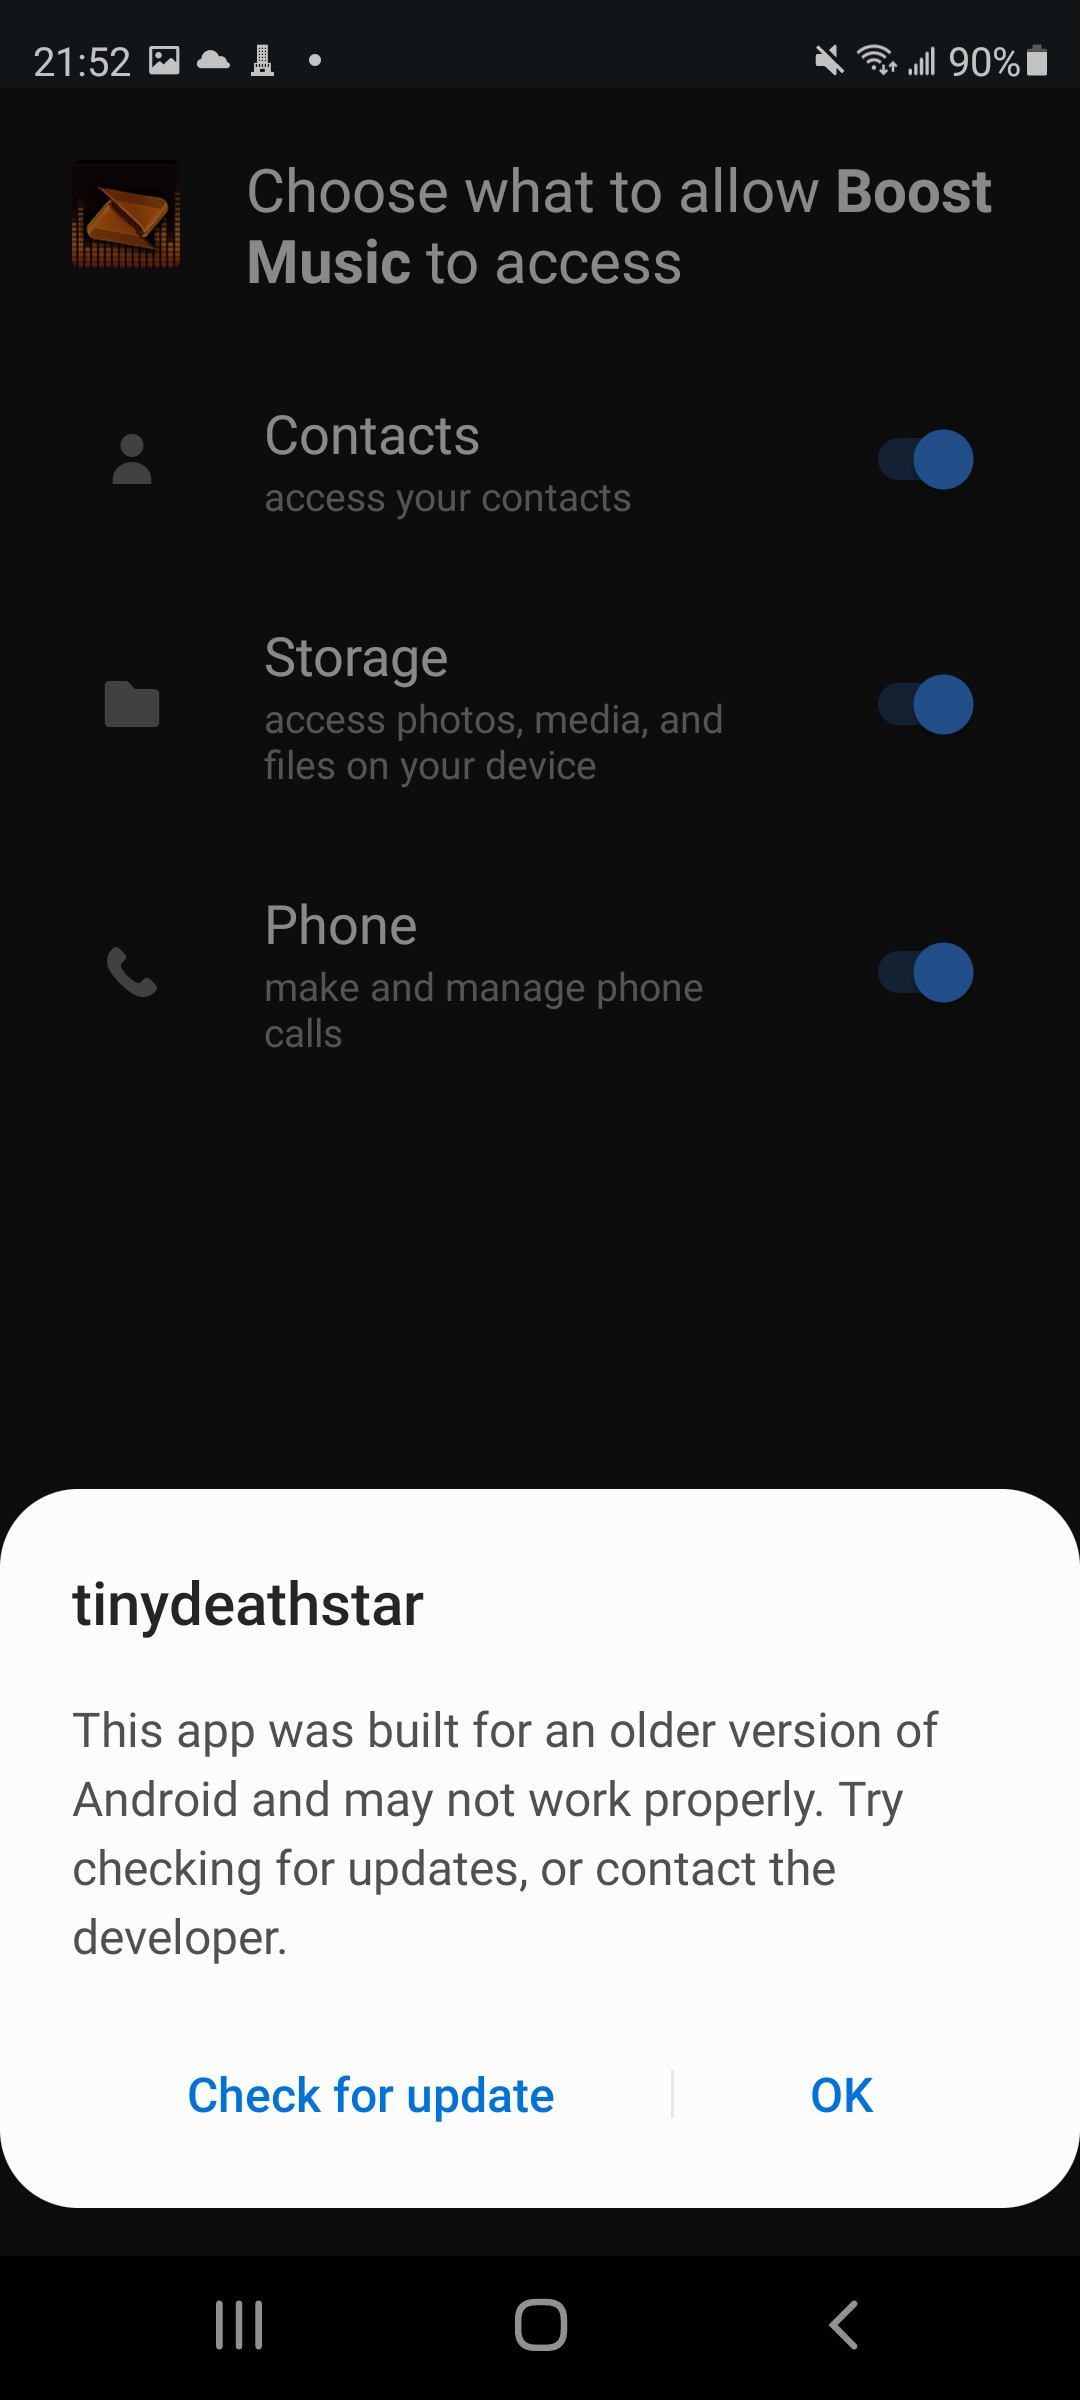 21:52
90%
Choose what to allow Boost
Music to access
Contacts
access your contacts
Storage
access photos, media, and
files on your device
Phone
make and manage phone
calls
tinydeathstar
This app was built for an older version of
Android and may not work properly. Try
checking for updates, or contact the
developer.
Check for update
OK